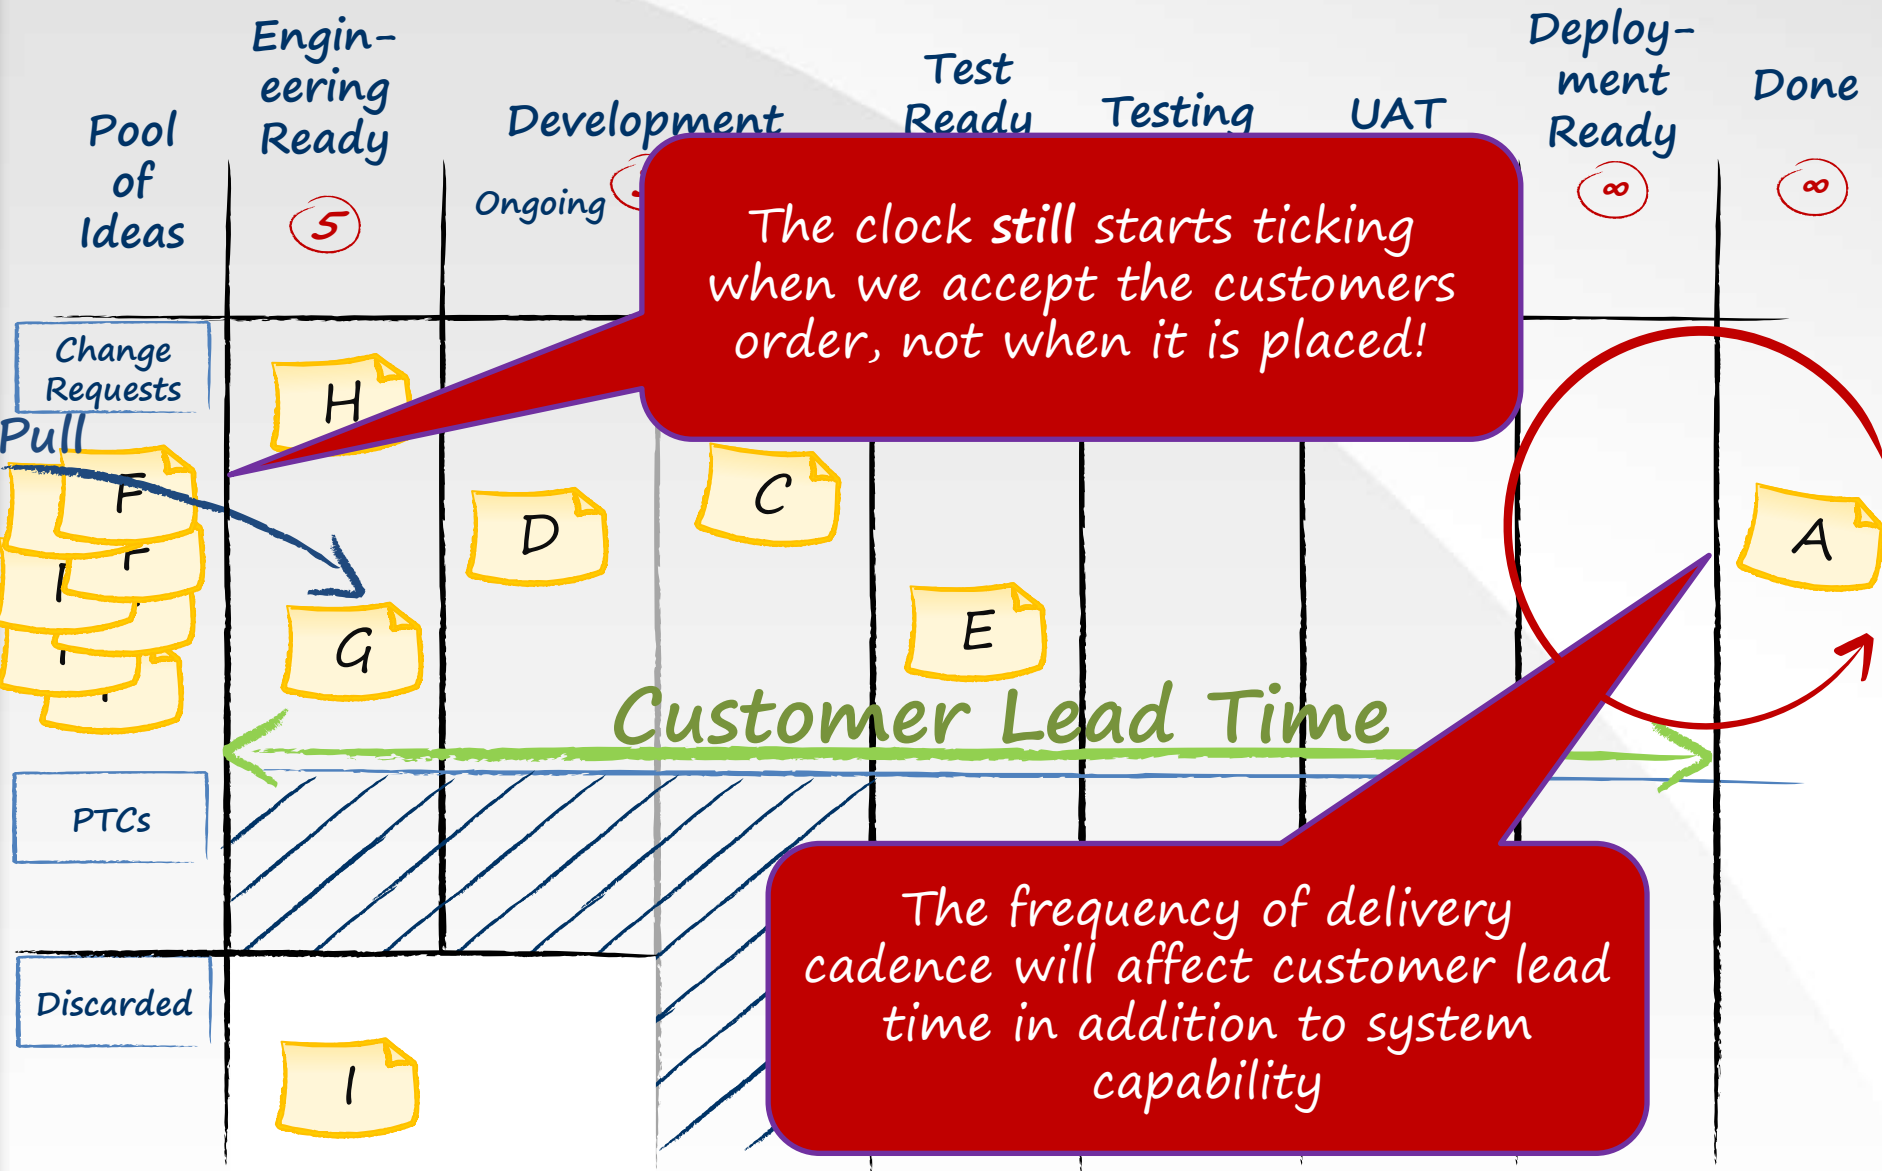 Pool
of
Ideas
Engin-
eering
Ready
5
Development
Ongoing
Test
Ready
Testing
UAT
Deploy-
ment
Ready
∞
Done
∞
The clock still starts ticking
when we accept the customers
order, not when it is placed!
Change
Requests
Pull
H
F
G
D
C
E
A
Customer Lead Time
PTCs
Discarded
I
The frequency of delivery
cadence will affect customer lead
time in addition to system
capability